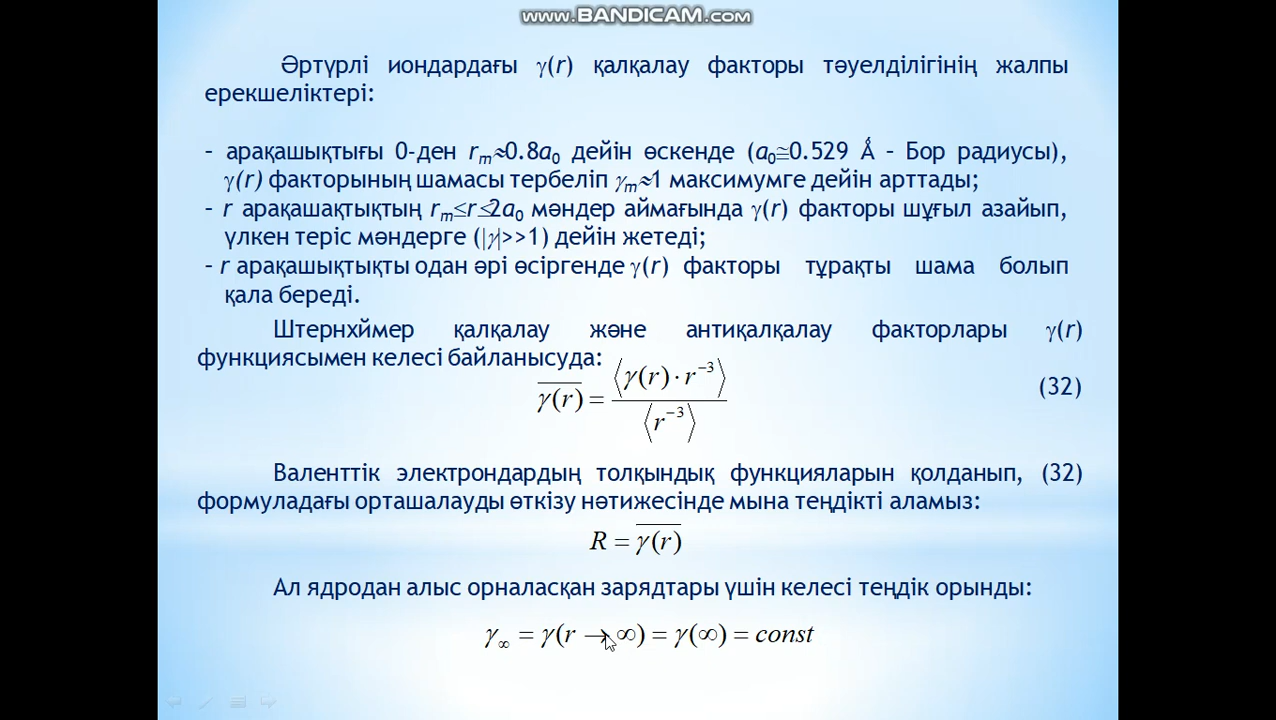 www.BANDICAM.com
Әртүрлі иондардағы γ(r) қалқалау факторы тәуелділігінің жалпы
ерекшеліктері:
– арақашықтығы 0-ден rₘ≈0.8a₀ дейін өскенде (a₀≅0.529 Ǻ – Бор радиусы),
γ(r) факторының шамасы тербеліп γₘ≈1 максимумге дейін арттады;
– r арақашақтықтың rₘ≤r≤2a₀ мәндер аймағында γ(r) факторы шұғыл азайып,
үлкен теріс мәндерге (|γ|>>1) дейін жетеді;
– r арақашықтықты одан әрі өсіргенде γ(r) факторы тұрақты шама болып
қала береді.
Штернхймер қалқалау және антиқалқалау факторлары γ(r)
функциясымен келесі байланысуда:
\overline{γ(r)} = ⟨γ(r)·r⁻³⟩ / ⟨r⁻³⟩ (32)
Валенттік электрондардың толқындық функцияларын қолданып, (32)
формуладағы орташалауды өткізу нәтижесінде мына теңдікті аламыз:
R = \overline{γ(r)}
Ал ядродан алыс орналасқан зарядтары үшін келесі теңдік орынды:
γ∞ = γ(r → ∞) = γ(∞) = const